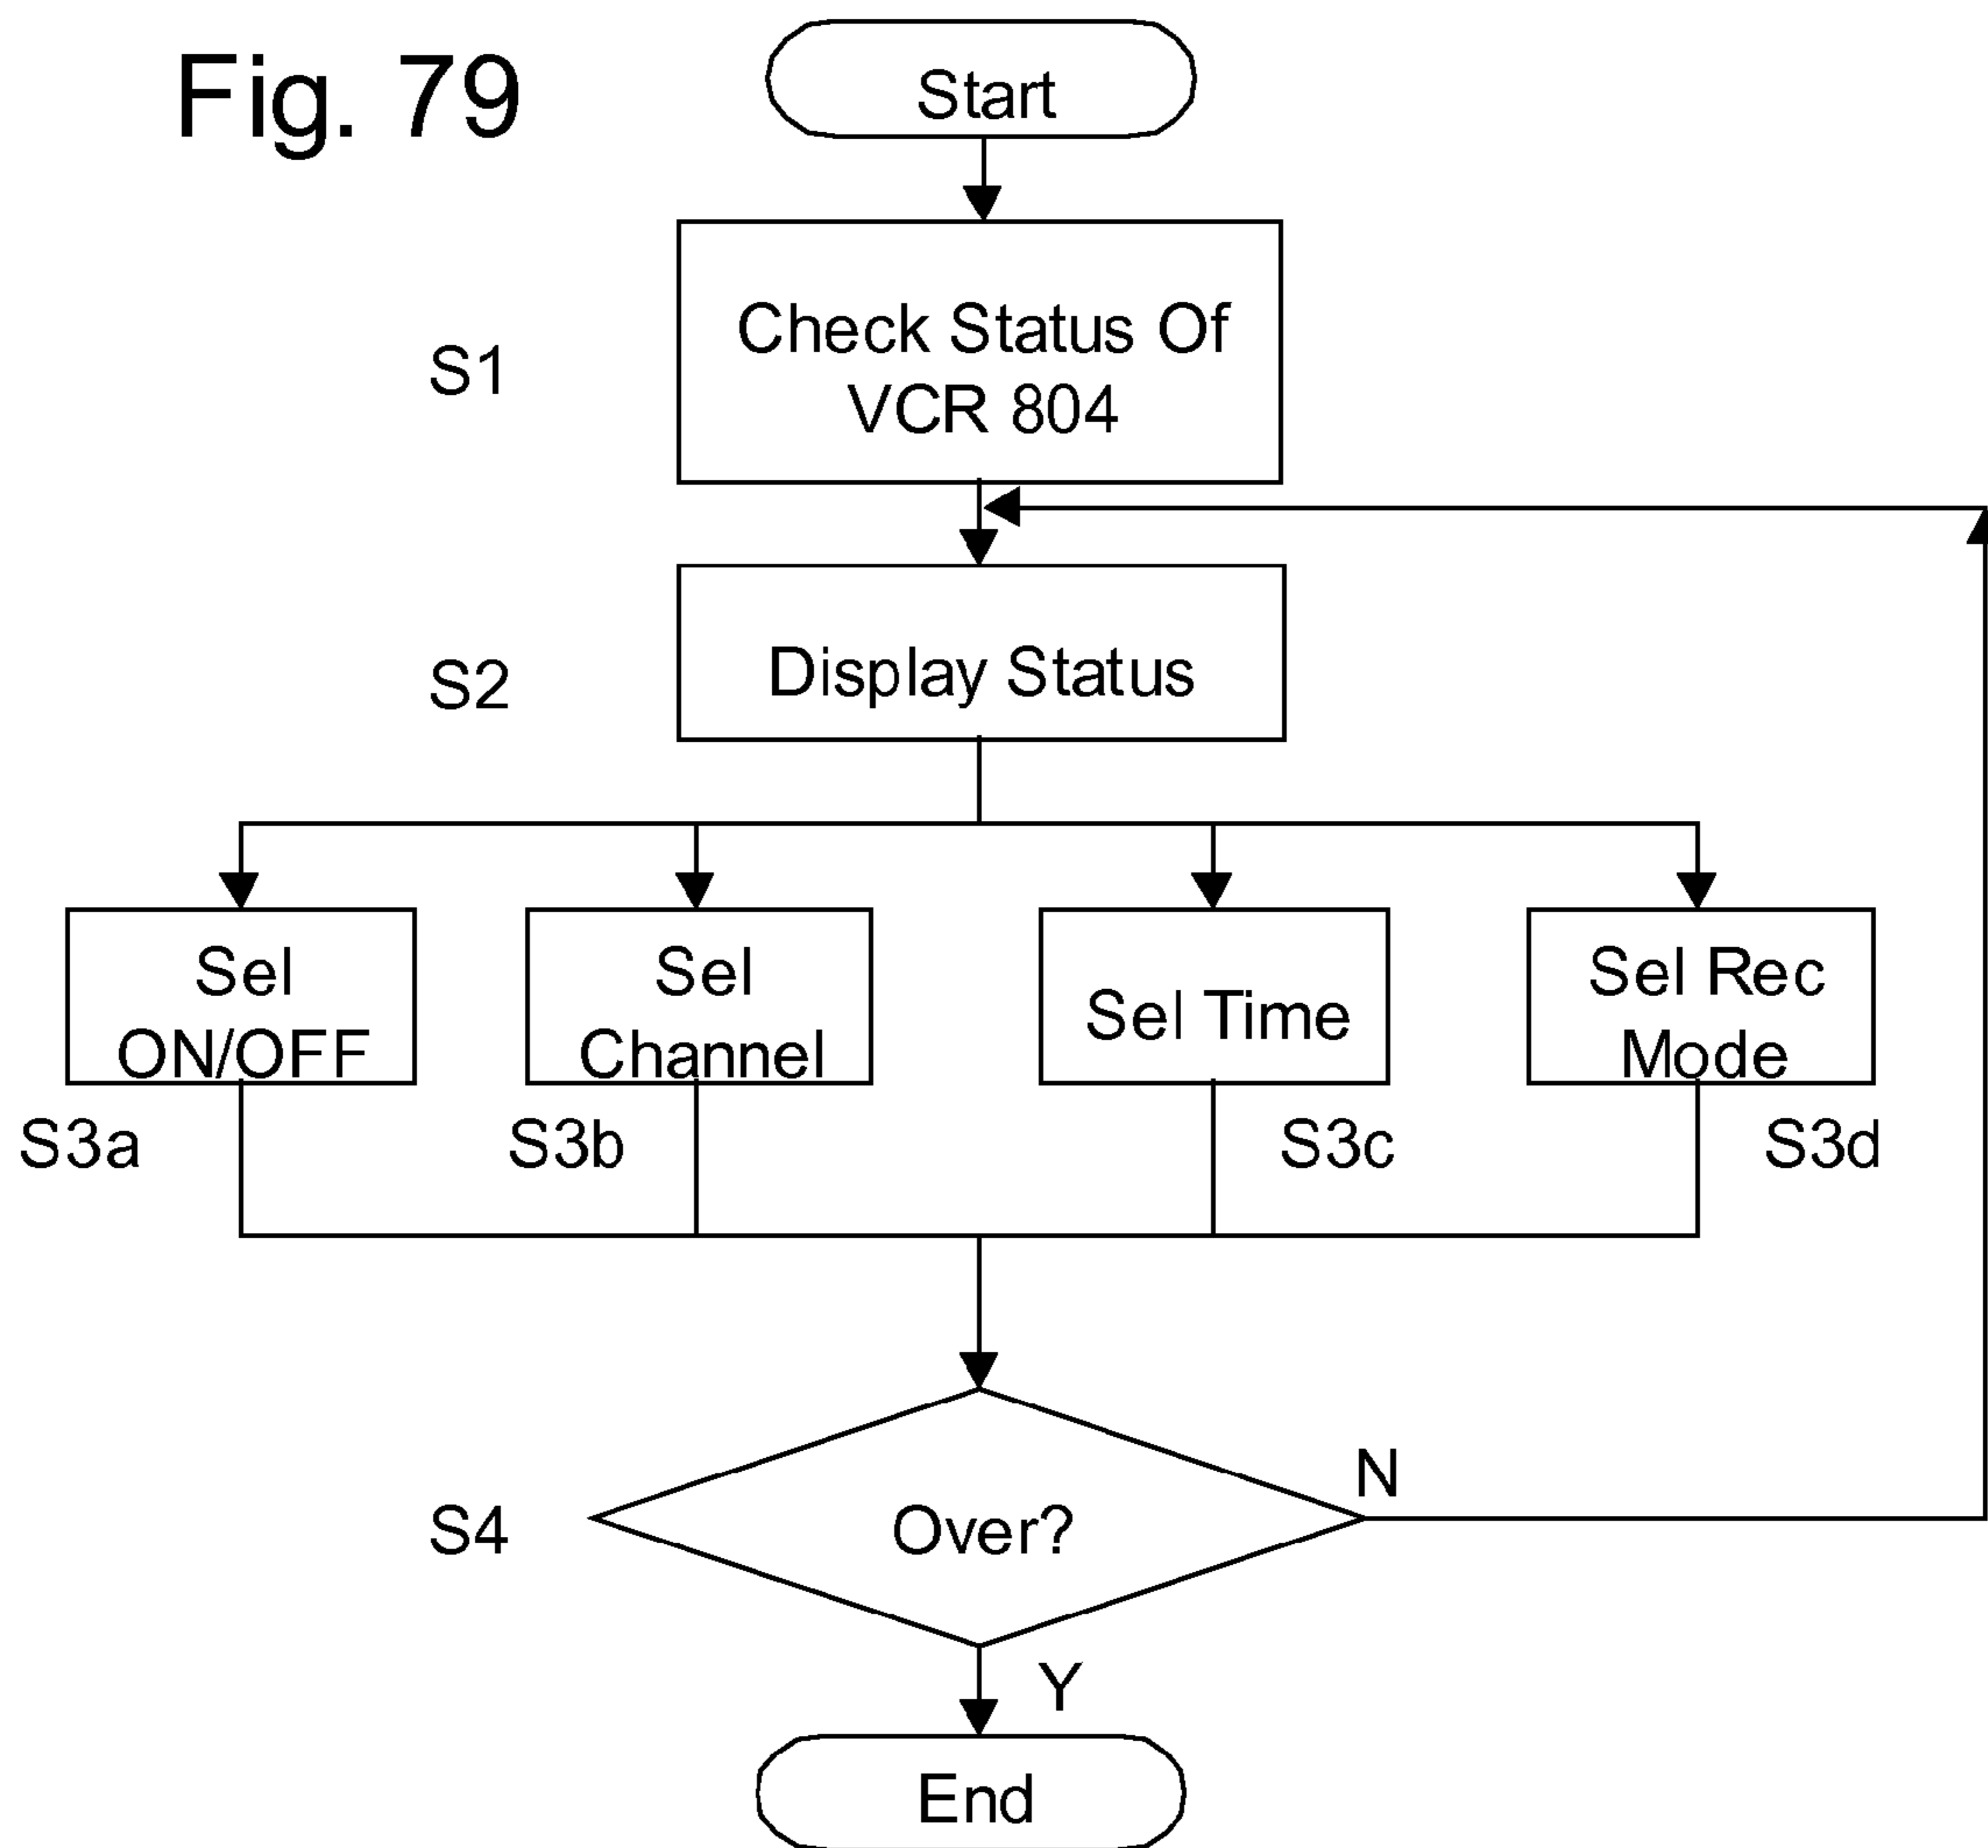 Fig. 79
Start
S1
Check Status Of
VCR 804
S2
Display Status
Sel
ON/OFF
Sel
Channel
Sel Time
Sel Rec
Mode
S3a
S3b
S3c
S3d
S4
Over?
N
Y
End